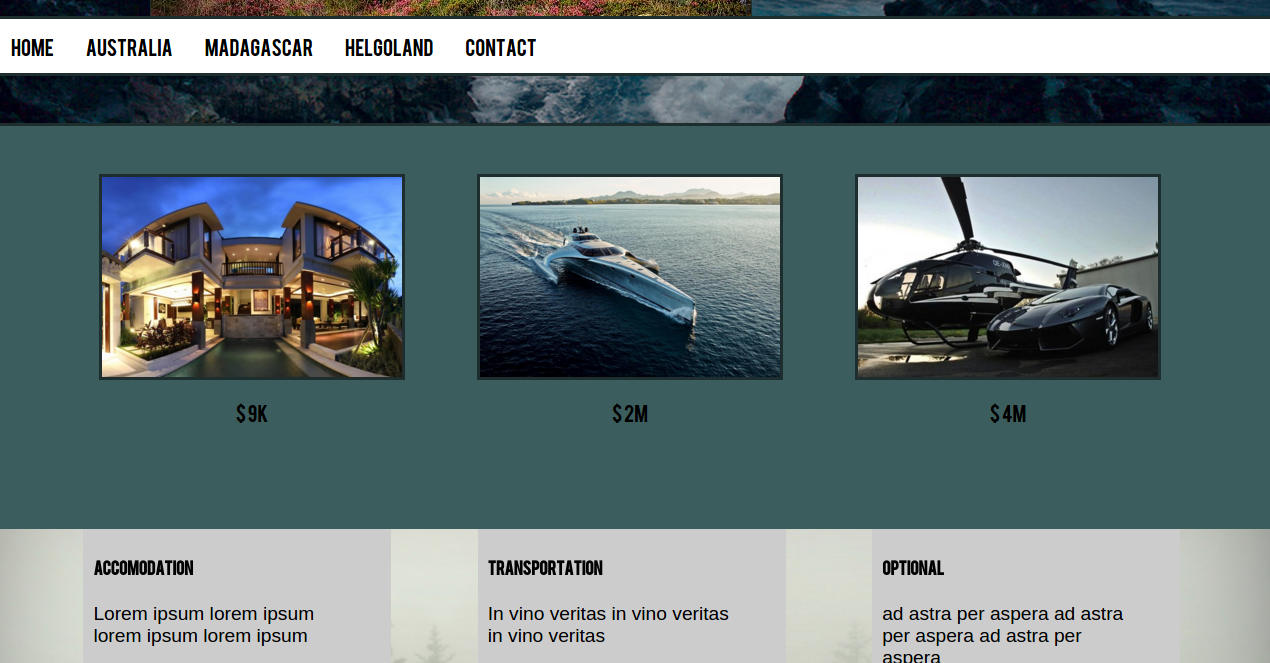 HOME AUSTRALIA MADAGASCAR HELGOLAND CONTACT
$9K $2M $4M
ACCOMODATION
Lorem ipsum lorem ipsum
lorem ipsum lorem ipsum
TRANSPORTATION
In vino veritas in vino veritas
in vino veritas
OPTIONAL
ad astra per aspera ad astra
per aspera ad astra per
aspera